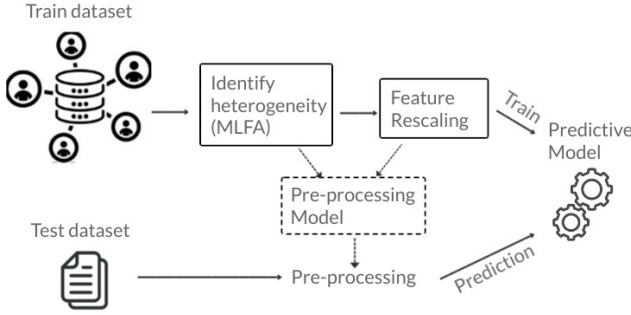 Train dataset
Identify
heterogeneity
(MLFA)
Feature
Rescaling
Train
Predictive
Model
Pre-processing
Model
Test dataset
Pre-processing
Prediction